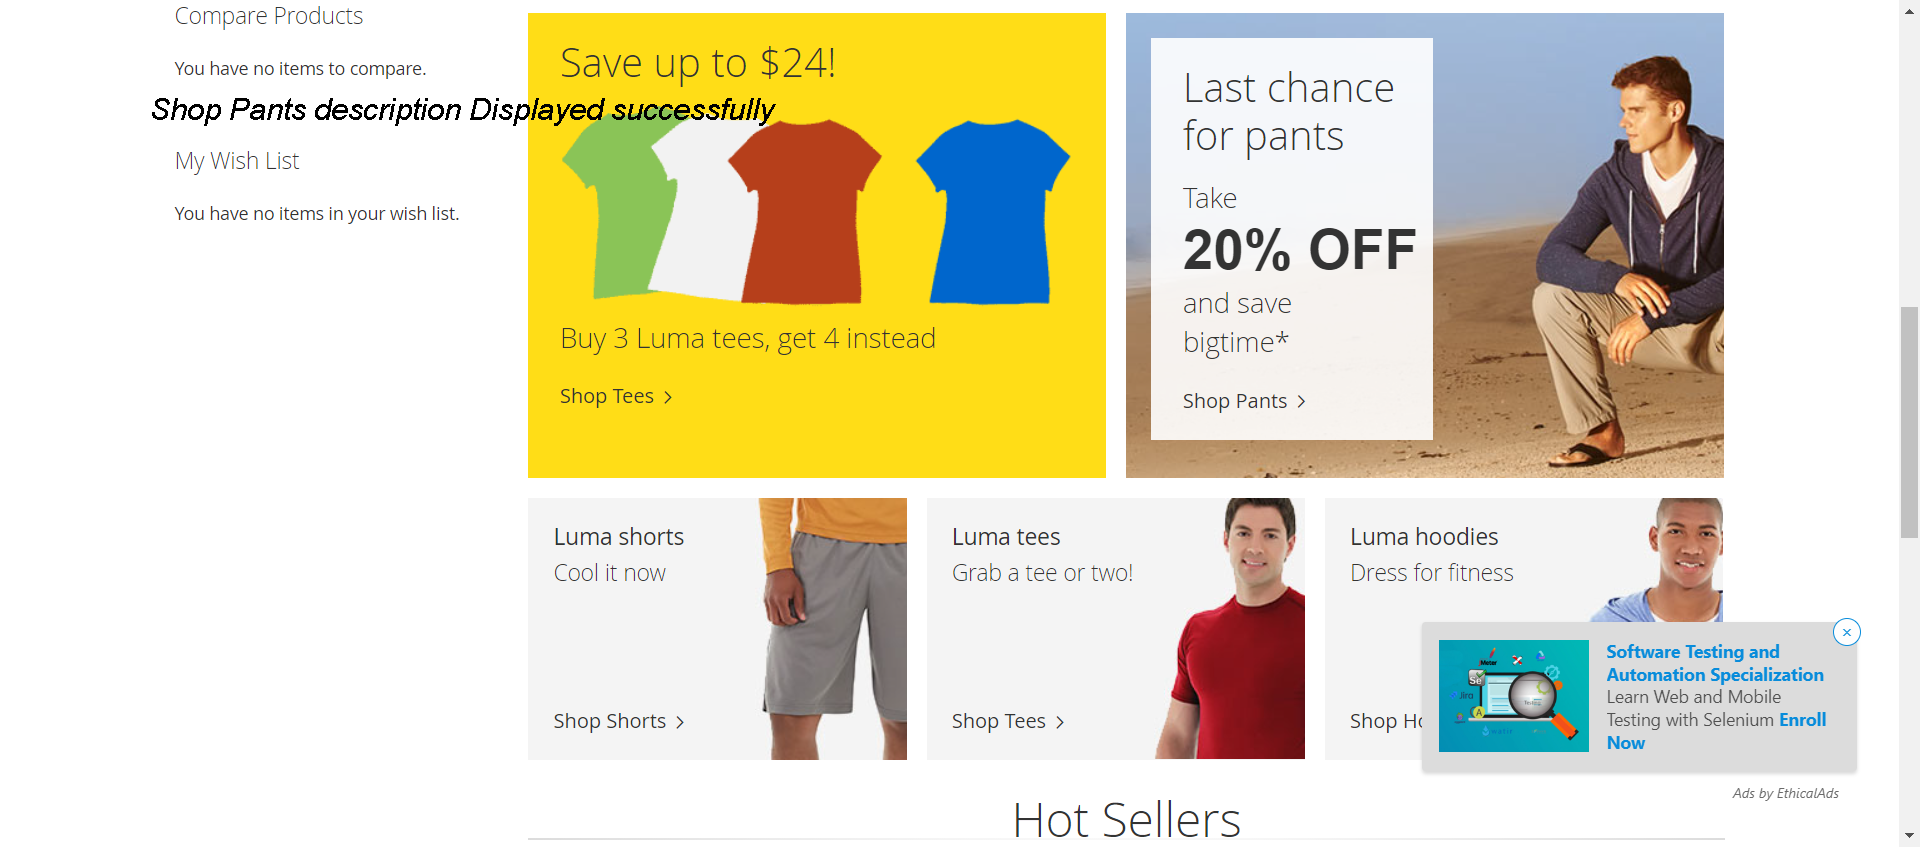 Compare Products
You have no items to compare.
Shop Pants description Displayed successfully
My Wish List
You have no items in your wish list.
Save up to $24!
Buy 3 Luma tees, get 4 instead
Shop Tees
Last chance
for pants
Take
20% OFF
and save
bigtime*
Shop Pants
Luma shorts
Cool it now
Shop Shorts
Luma tees
Grab a tee or two!
Shop Tees
Luma hoodies
Dress for fitness
Shop
Software Testing and
Automation Specialization
Learn Web and Mobile
Testing with Selenium Enroll
Now
Meter
Se
Jira
Ads by EthicalAds
Hot Sellers